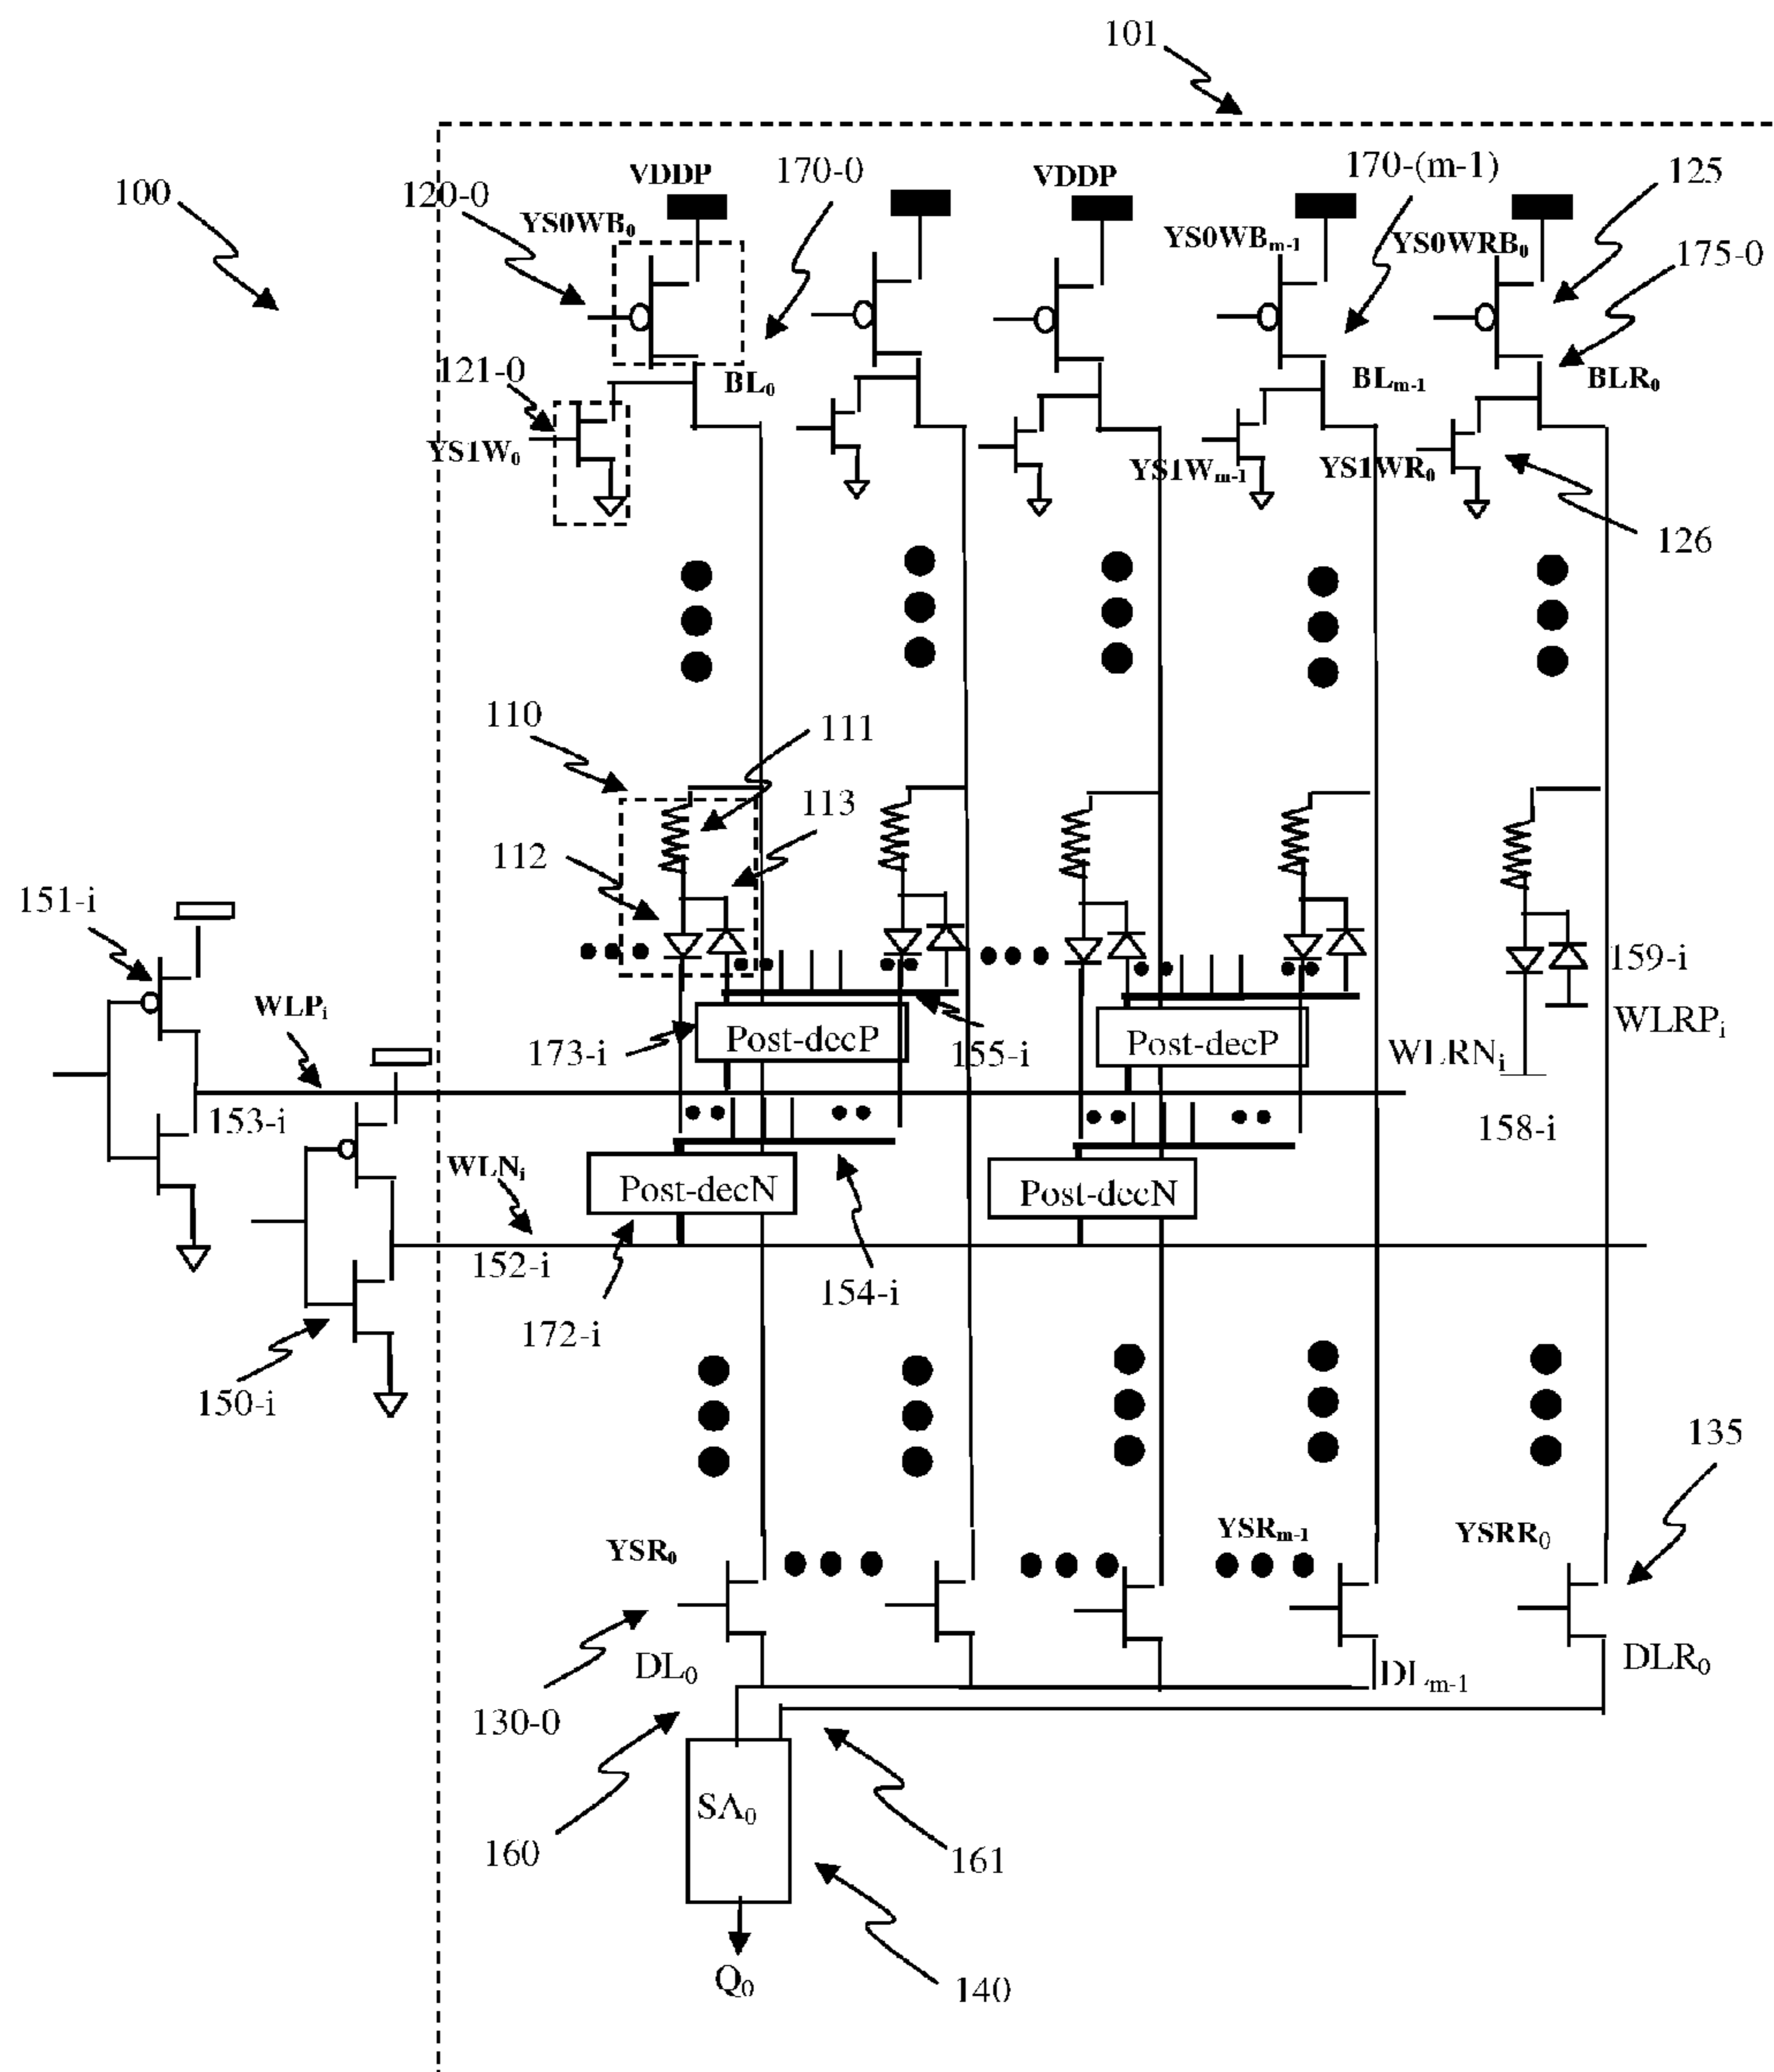 101
100
120-0
VDDP
170-0
VDDP
170-(m-1)
125
YS0WB₀
YS0WBₘ₋₁
YS0WRB₀
175-0
121-0
BL₀
BLₘ₋₁
BLR₀
YS1W₀
YS1Wₘ₋₁
YS1WR₀
126
110
111
113
112
151-i
159-i
WLPᵢ
WLRPᵢ
173-i
Post-decP
155-i
Post-decP
WLRNᵢ
153-i
158-i
WLNᵢ
Post-decN
Post-decN
152-i
154-i
172-i
150-i
135
YSR₀
YSRₘ₋₁
YSRR₀
DL₀
DLₘ₋₁
DLR₀
130-0
SA₀
160
161
Q₀
140